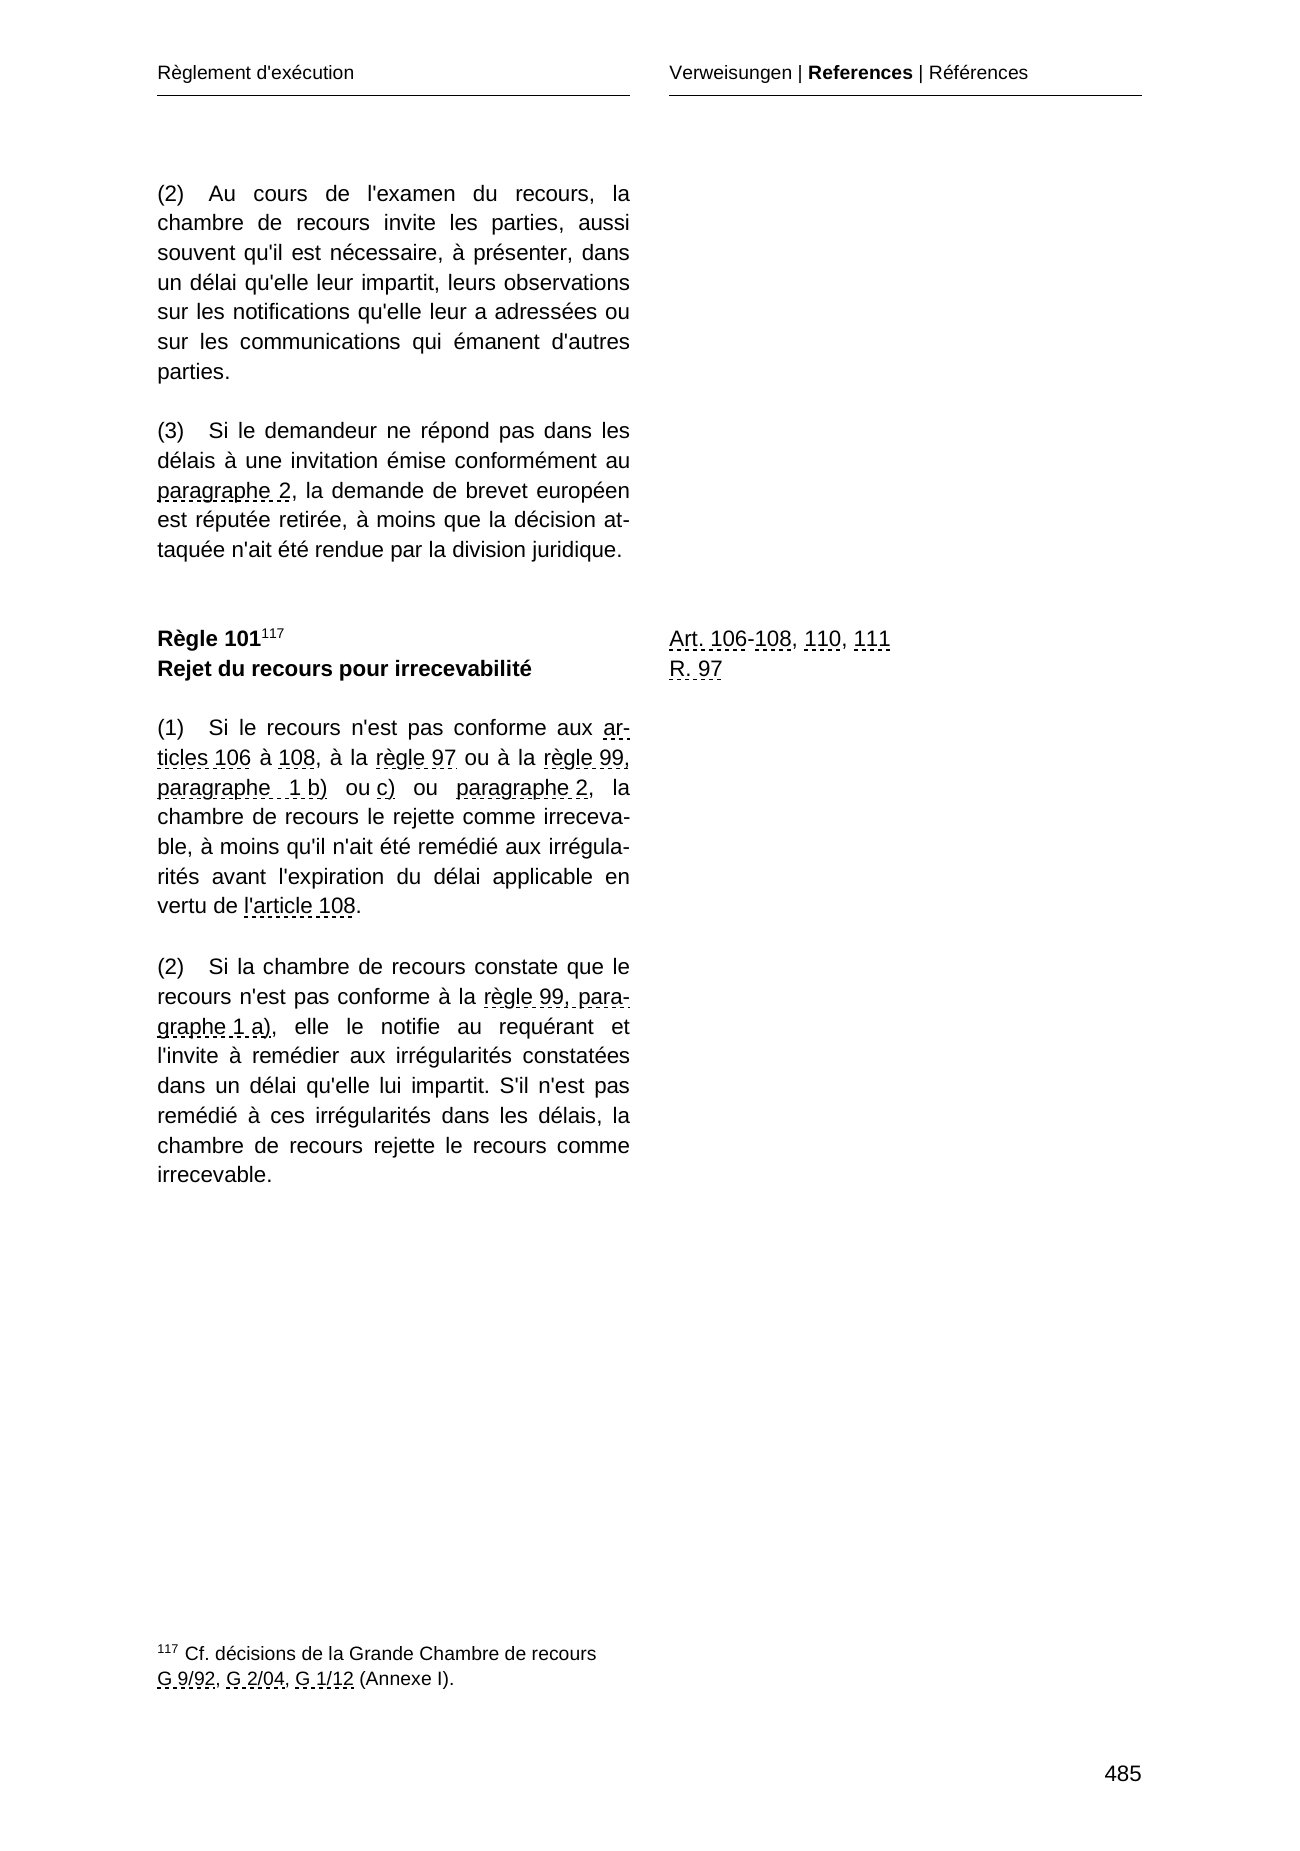 Règlement d'exécution
Verweisungen | References | Références
(2) Au cours de l'examen du recours, la
chambre de recours invite les parties, aussi
souvent qu'il est nécessaire, à présenter, dans
un délai qu'elle leur impartit, leurs observations
sur les notifications qu'elle leur a adressées ou
sur les communications qui émanent d'autres
parties.
(3) Si le demandeur ne répond pas dans les
délais à une invitation émise conformément au
paragraphe 2, la demande de brevet européen
est réputée retirée, à moins que la décision at-
taquée n'ait été rendue par la division juridique.
Règle 101117
Rejet du recours pour irrecevabilité
Art. 106-108, 110, 111
R. 97
(1) Si le recours n'est pas conforme aux ar-
ticles 106 à 108, à la règle 97 ou à la règle 99,
paragraphe 1 b) ou c) ou paragraphe 2, la
chambre de recours le rejette comme irreceva-
ble, à moins qu'il n'ait été remédié aux irrégula-
rités avant l'expiration du délai applicable en
vertu de l'article 108.
(2) Si la chambre de recours constate que le
recours n'est pas conforme à la règle 99, para-
graphe 1 a), elle le notifie au requérant et
l'invite à remédier aux irrégularités constatées
dans un délai qu'elle lui impartit. S'il n'est pas
remédié à ces irrégularités dans les délais, la
chambre de recours rejette le recours comme
irrecevable.
117 Cf. décisions de la Grande Chambre de recours
G 9/92, G 2/04, G 1/12 (Annexe I).
485